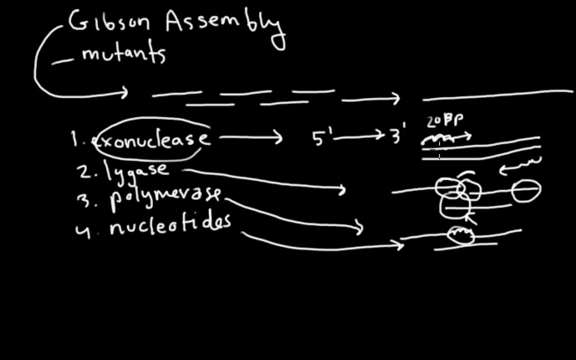 Gibson Assembly
– mutants
1. exonuclease → 5' → 3'
20 BP
2. lygase
3. polymerase
4. nucleotides